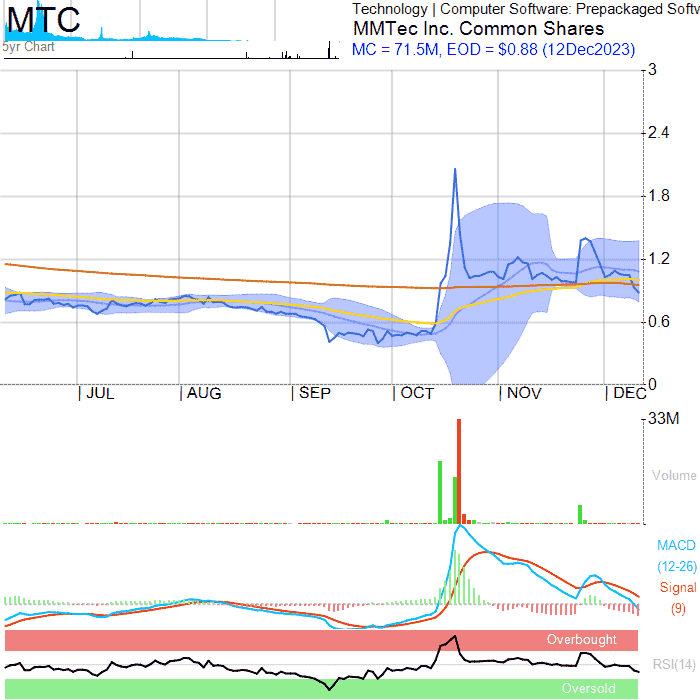 MTC
5yr Chart
Technology | Computer Software: Prepackaged Softw
MMTec Inc. Common Shares
MC = 71.5M, EOD = $0.88 (12Dec2023)
3
2.4
1.8
1.2
0.6
0
| JUL | AUG | SEP | OCT | NOV | DEC
33M
Volume
MACD
(12-26)
Signal
(9)
Overbought
RSI(14)
Oversold